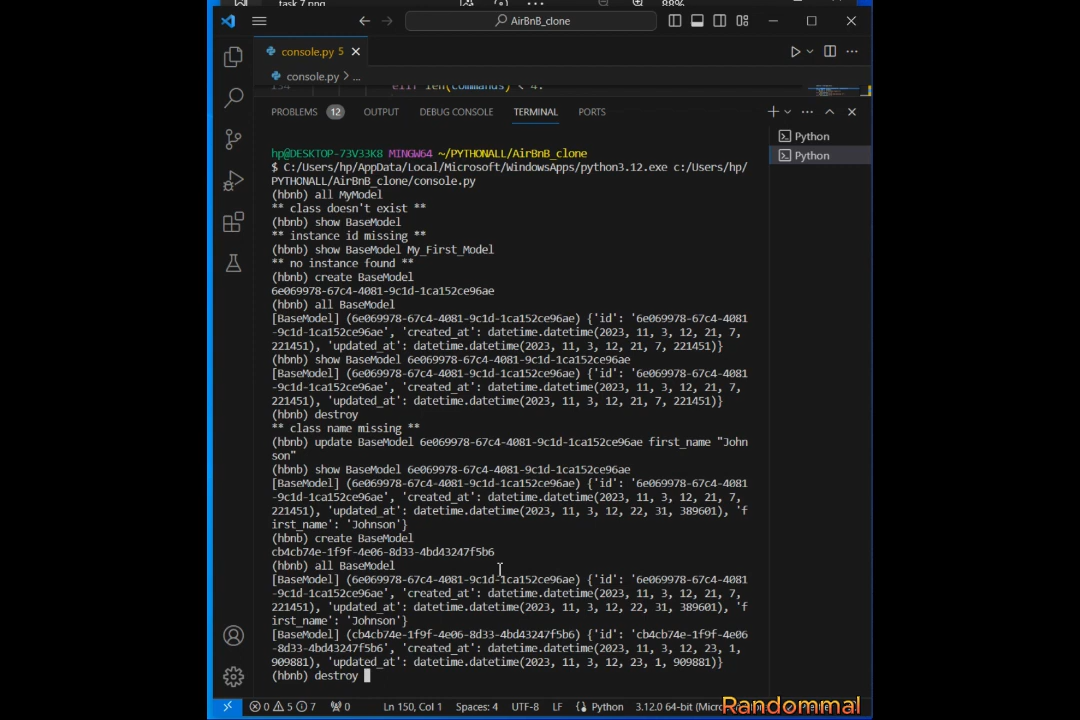 task 7.png
88%
AirBnB_clone
console.py 5
console.py > ...
134 elif len(commands) < 4:
PROBLEMS 12 OUTPUT DEBUG CONSOLE TERMINAL PORTS
Python
Python
hp@DESKTOP-73V33K8 MINGW64 ~/PYTHONALL/AirBnB_clone
$ C:/Users/hp/AppData/Local/Microsoft/WindowsApps/python3.12.exe c:/Users/hp/
PYTHONALL/AirBnB_clone/console.py
(hbnb) all MyModel
** class doesn't exist **
(hbnb) show BaseModel
** instance id missing **
(hbnb) show BaseModel My_First_Model
** no instance found **
(hbnb) create BaseModel
6e069978-67c4-4081-9c1d-1ca152ce96ae
(hbnb) all BaseModel
[BaseModel] (6e069978-67c4-4081-9c1d-1ca152ce96ae) {'id': '6e069978-67c4-4081
-9c1d-1ca152ce96ae', 'created_at': datetime.datetime(2023, 11, 3, 12, 21, 7,
221451), 'updated_at': datetime.datetime(2023, 11, 3, 12, 21, 7, 221451)}
(hbnb) show BaseModel 6e069978-67c4-4081-9c1d-1ca152ce96ae
[BaseModel] (6e069978-67c4-4081-9c1d-1ca152ce96ae) {'id': '6e069978-67c4-4081
-9c1d-1ca152ce96ae', 'created_at': datetime.datetime(2023, 11, 3, 12, 21, 7,
221451), 'updated_at': datetime.datetime(2023, 11, 3, 12, 21, 7, 221451)}
(hbnb) destroy
** class name missing **
(hbnb) update BaseModel 6e069978-67c4-4081-9c1d-1ca152ce96ae first_name "John
son"
(hbnb) show BaseModel 6e069978-67c4-4081-9c1d-1ca152ce96ae
[BaseModel] (6e069978-67c4-4081-9c1d-1ca152ce96ae) {'id': '6e069978-67c4-4081
-9c1d-1ca152ce96ae', 'created_at': datetime.datetime(2023, 11, 3, 12, 21, 7,
221451), 'updated_at': datetime.datetime(2023, 11, 3, 12, 22, 31, 389601), 'f
irst_name': 'Johnson'}
(hbnb) create BaseModel
cb4cb74e-1f9f-4e06-8d33-4bd43247f5b6
(hbnb) all BaseModel
[BaseModel] (6e069978-67c4-4081-9c1d-1ca152ce96ae) {'id': '6e069978-67c4-4081
-9c1d-1ca152ce96ae', 'created_at': datetime.datetime(2023, 11, 3, 12, 21, 7,
221451), 'updated_at': datetime.datetime(2023, 11, 3, 12, 22, 31, 389601), 'f
irst_name': 'Johnson'}
[BaseModel] (cb4cb74e-1f9f-4e06-8d33-4bd43247f5b6) {'id': 'cb4cb74e-1f9f-4e06
-8d33-4bd43247f5b6', 'created_at': datetime.datetime(2023, 11, 3, 12, 23, 1,
909881), 'updated_at': datetime.datetime(2023, 11, 3, 12, 23, 1, 909881)}
(hbnb) destroy
0 5 7 0 Ln 150, Col 1 Spaces: 4 UTF-8 LF Python 3.12.0 64-bit
Randommal